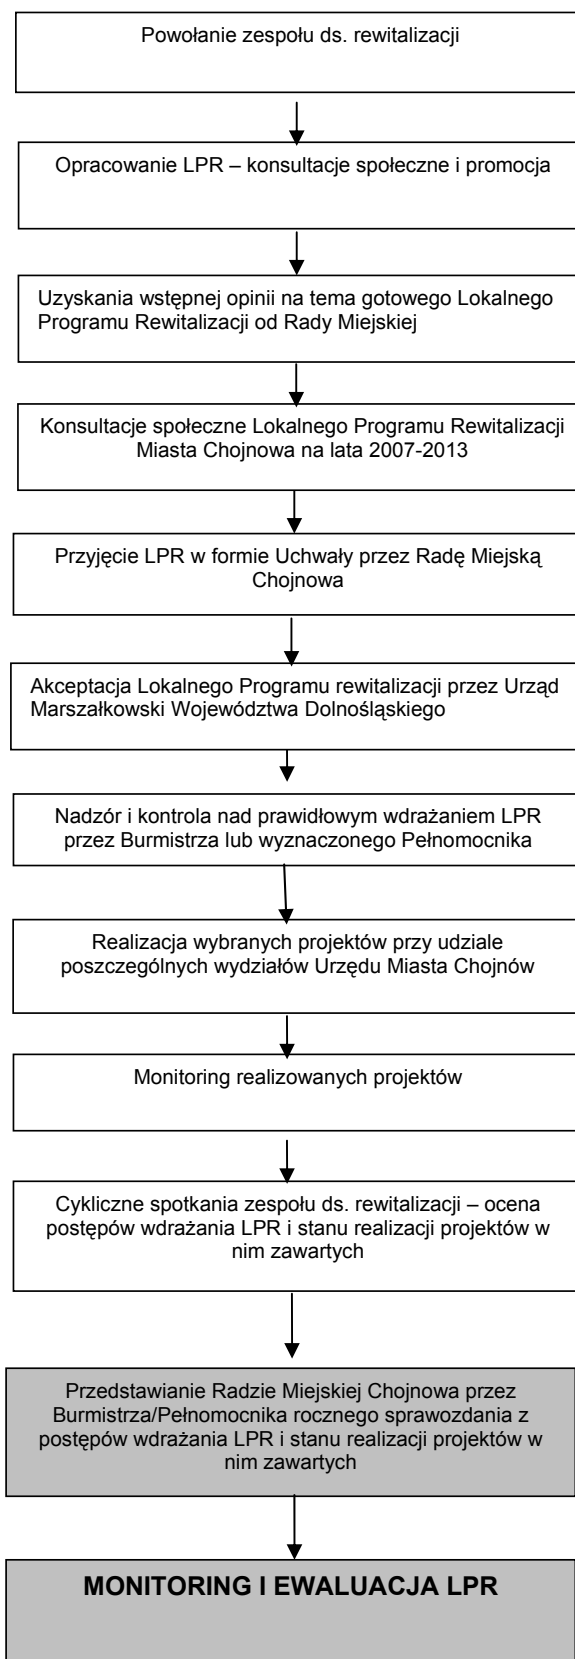 Powołanie zespołu ds. rewitalizacji
Opracowanie LPR – konsultacje społeczne i promocja
Uzyskania wstępnej opinii na tema gotowego Lokalnego
Programu Rewitalizacji od Rady Miejskiej
Konsultacje społeczne Lokalnego Programu Rewitalizacji
Miasta Chojnowa na lata 2007-2013
Przyjęcie LPR w formie Uchwały przez Radę Miejską
Chojnowa
Akceptacja Lokalnego Programu rewitalizacji przez Urząd
Marszałkowski Województwa Dolnośląskiego
Nadzór i kontrola nad prawidłowym wdrażaniem LPR
przez Burmistrza lub wyznaczonego Pełnomocnika
Realizacja wybranych projektów przy udziale
poszczególnych wydziałów Urzędu Miasta Chojnów
Monitoring realizowanych projektów
Cykliczne spotkania zespołu ds. rewitalizacji – ocena
postępów wdrażania LPR i stanu realizacji projektów w
nim zawartych
Przedstawianie Radzie Miejskiej Chojnowa przez
Burmistrza/Pełnomocnika rocznego sprawozdania z
postępów wdrażania LPR i stanu realizacji projektów w
nim zawartych
MONITORING I EWALUACJA LPR